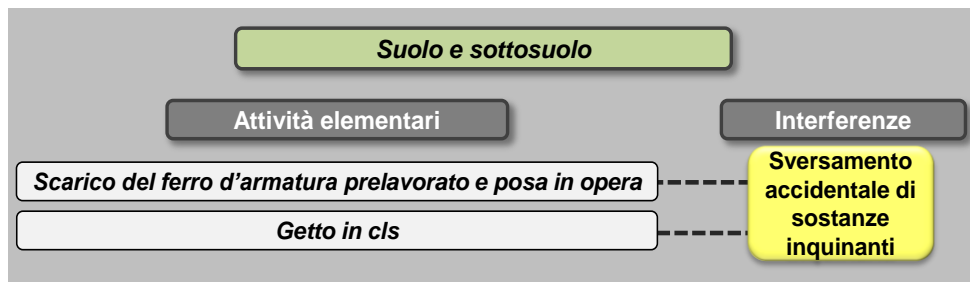 Suolo e sottosuolo
Attività elementari
Interferenze
Scarico del ferro d'armatura prelavorato e posa in opera
Getto in cls
Sversamento
accidentale di
sostanze
inquinanti